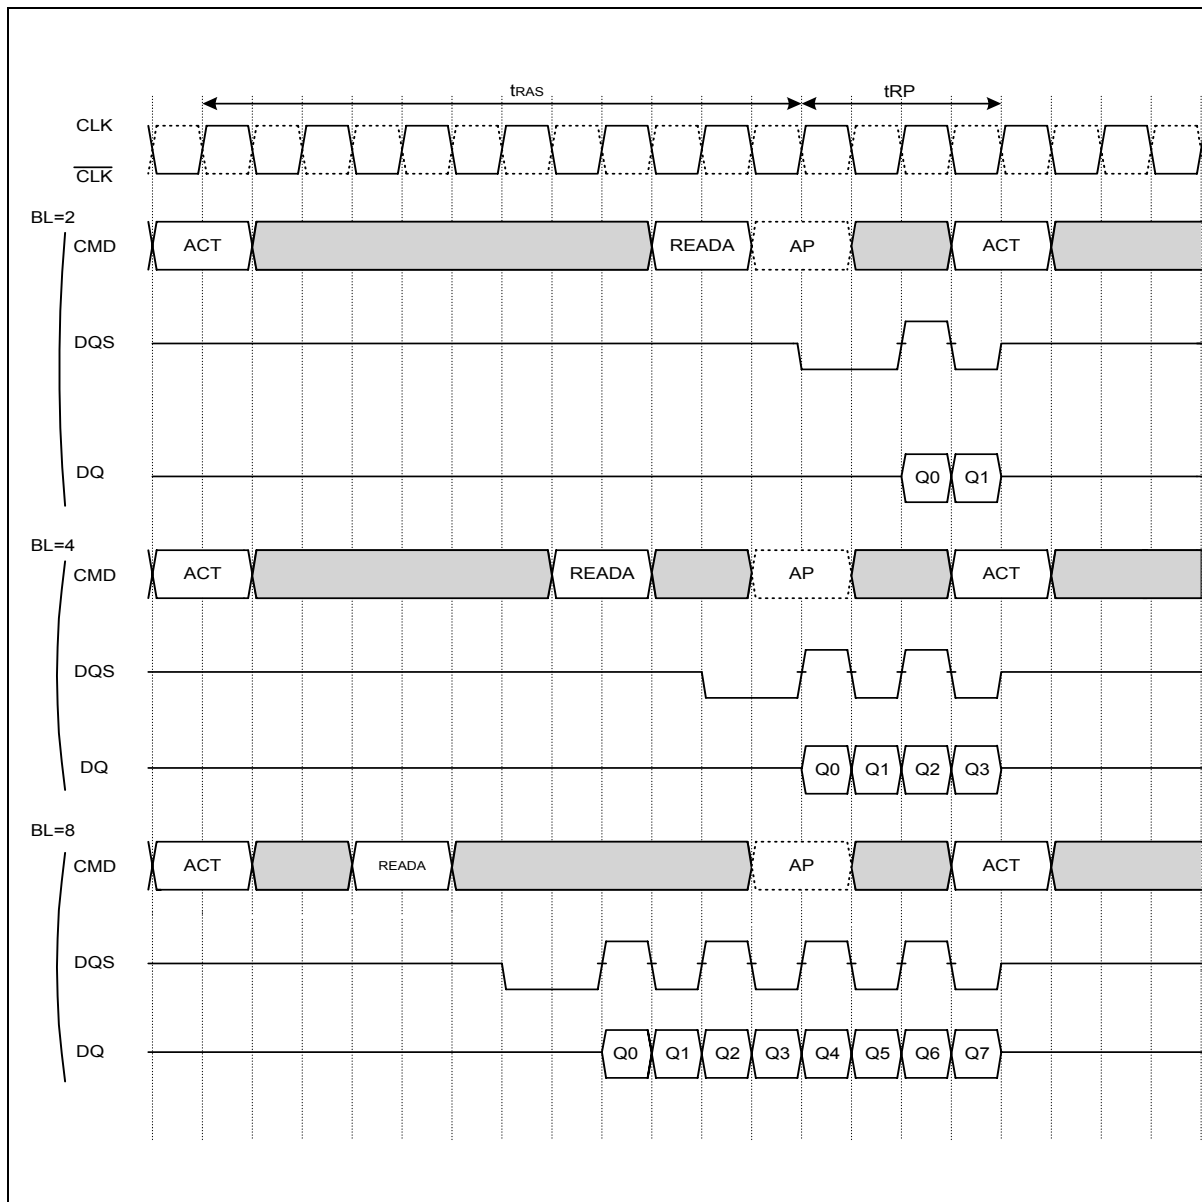 tRAS tRP
CLK
CLK
BL=2
CMD ACT READA AP ACT
DQS
DQ Q0 Q1
BL=4
CMD ACT READA AP ACT
DQS
DQ Q0 Q1 Q2 Q3
BL=8
CMD ACT READA AP ACT
DQS
DQ Q0 Q1 Q2 Q3 Q4 Q5 Q6 Q7